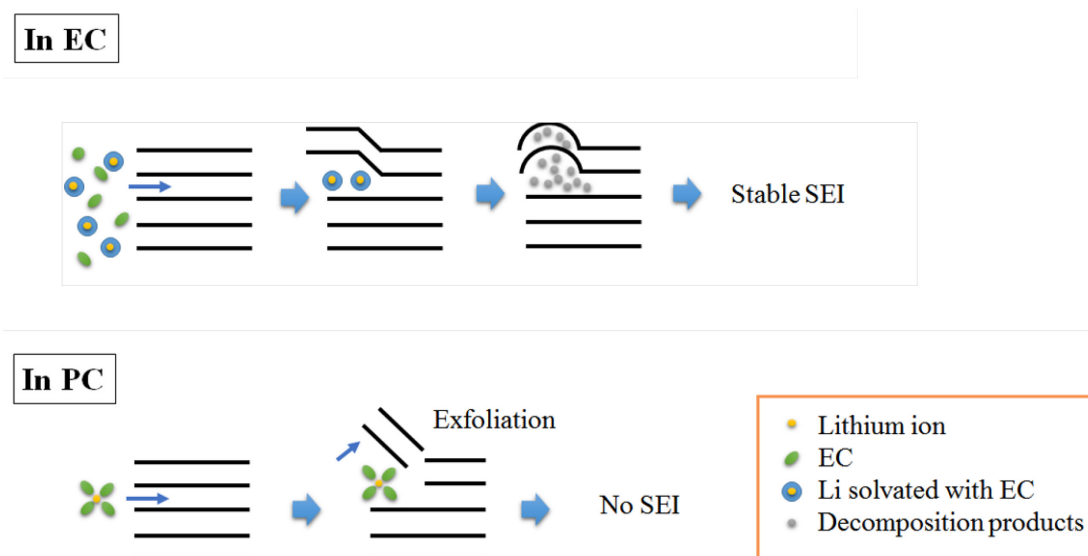 In EC
Stable SEI
In PC
Exfoliation
No SEI
Lithium ion
EC
Li solvated with EC
Decomposition products